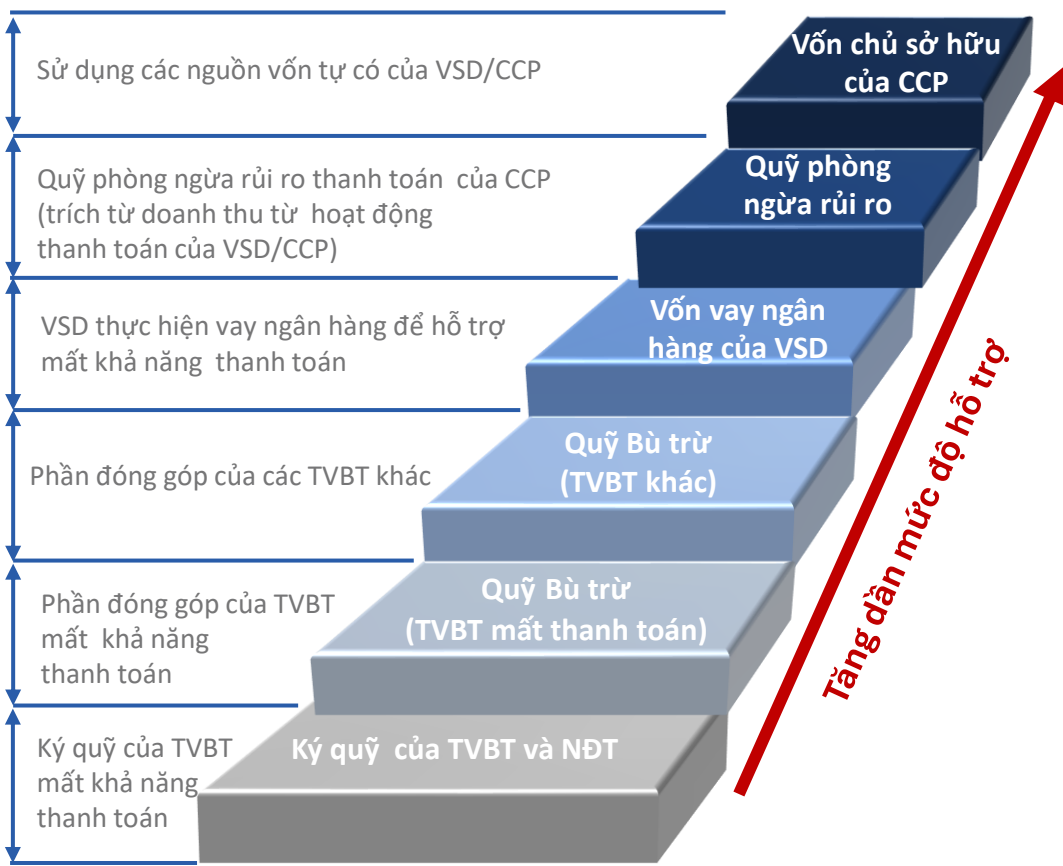 Vốn chủ sở hữu
của CCP
Sử dụng các nguồn vốn tự có của VSD/CCP
Quỹ phòng
ngừa rủi ro
Quỹ phòng ngừa rủi ro thanh toán của CCP
(trích từ doanh thu từ hoạt động
thanh toán của VSD/CCP)
Vốn vay ngân
hàng của VSD
VSD thực hiện vay ngân hàng để hỗ trợ
mất khả năng thanh toán
Quỹ Bù trừ
(TVBT khác)
Phần đóng góp của các TVBT khác
Quỹ Bù trừ
(TVBT mất thanh toán)
Phần đóng góp của TVBT
mất khả năng
thanh toán
Ký quỹ của TVBT và NĐT
Ký quỹ của TVBT
mất khả năng
thanh toán
Tăng dần mức độ hỗ trợ